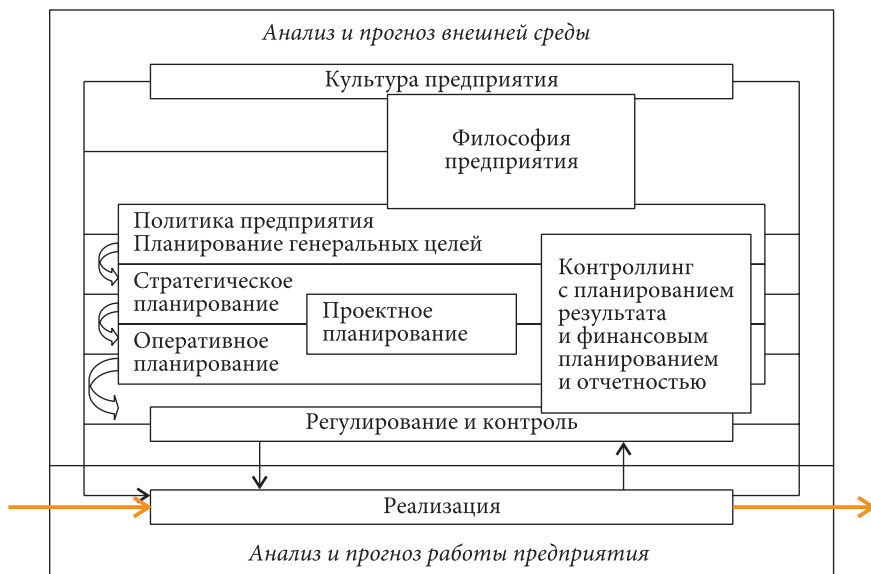 Анализ и прогноз внешней среды
Культура предприятия
Философия
предприятия
Политика предприятия
Планирование генеральных целей
Стратегическое
планирование
Проектное
планирование
Оперативное
планирование
Контроллинг
с планированием
результата
и финансовым
планированием
и отчетностью
Регулирование и контроль
Реализация
Анализ и прогноз работы предприятия